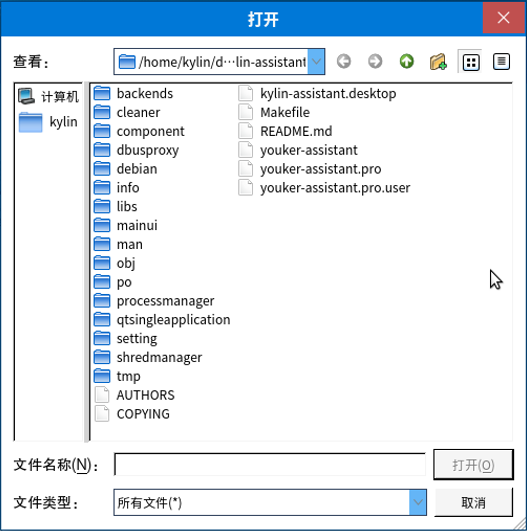 打开
查看：
/home/kylin/d···lin-assistant
计算机
kylin
backends
cleaner
component
dbusproxy
debian
info
libs
mainui
man
obj
po
processmanager
qtsingleapplication
setting
shredmanager
tmp
AUTHORS
COPYING
kylin-assistant.desktop
Makefile
README.md
youker-assistant
youker-assistant.pro
youker-assistant.pro.user
文件名称(N)：
打开(O)
文件类型：
所有文件(*)
取消